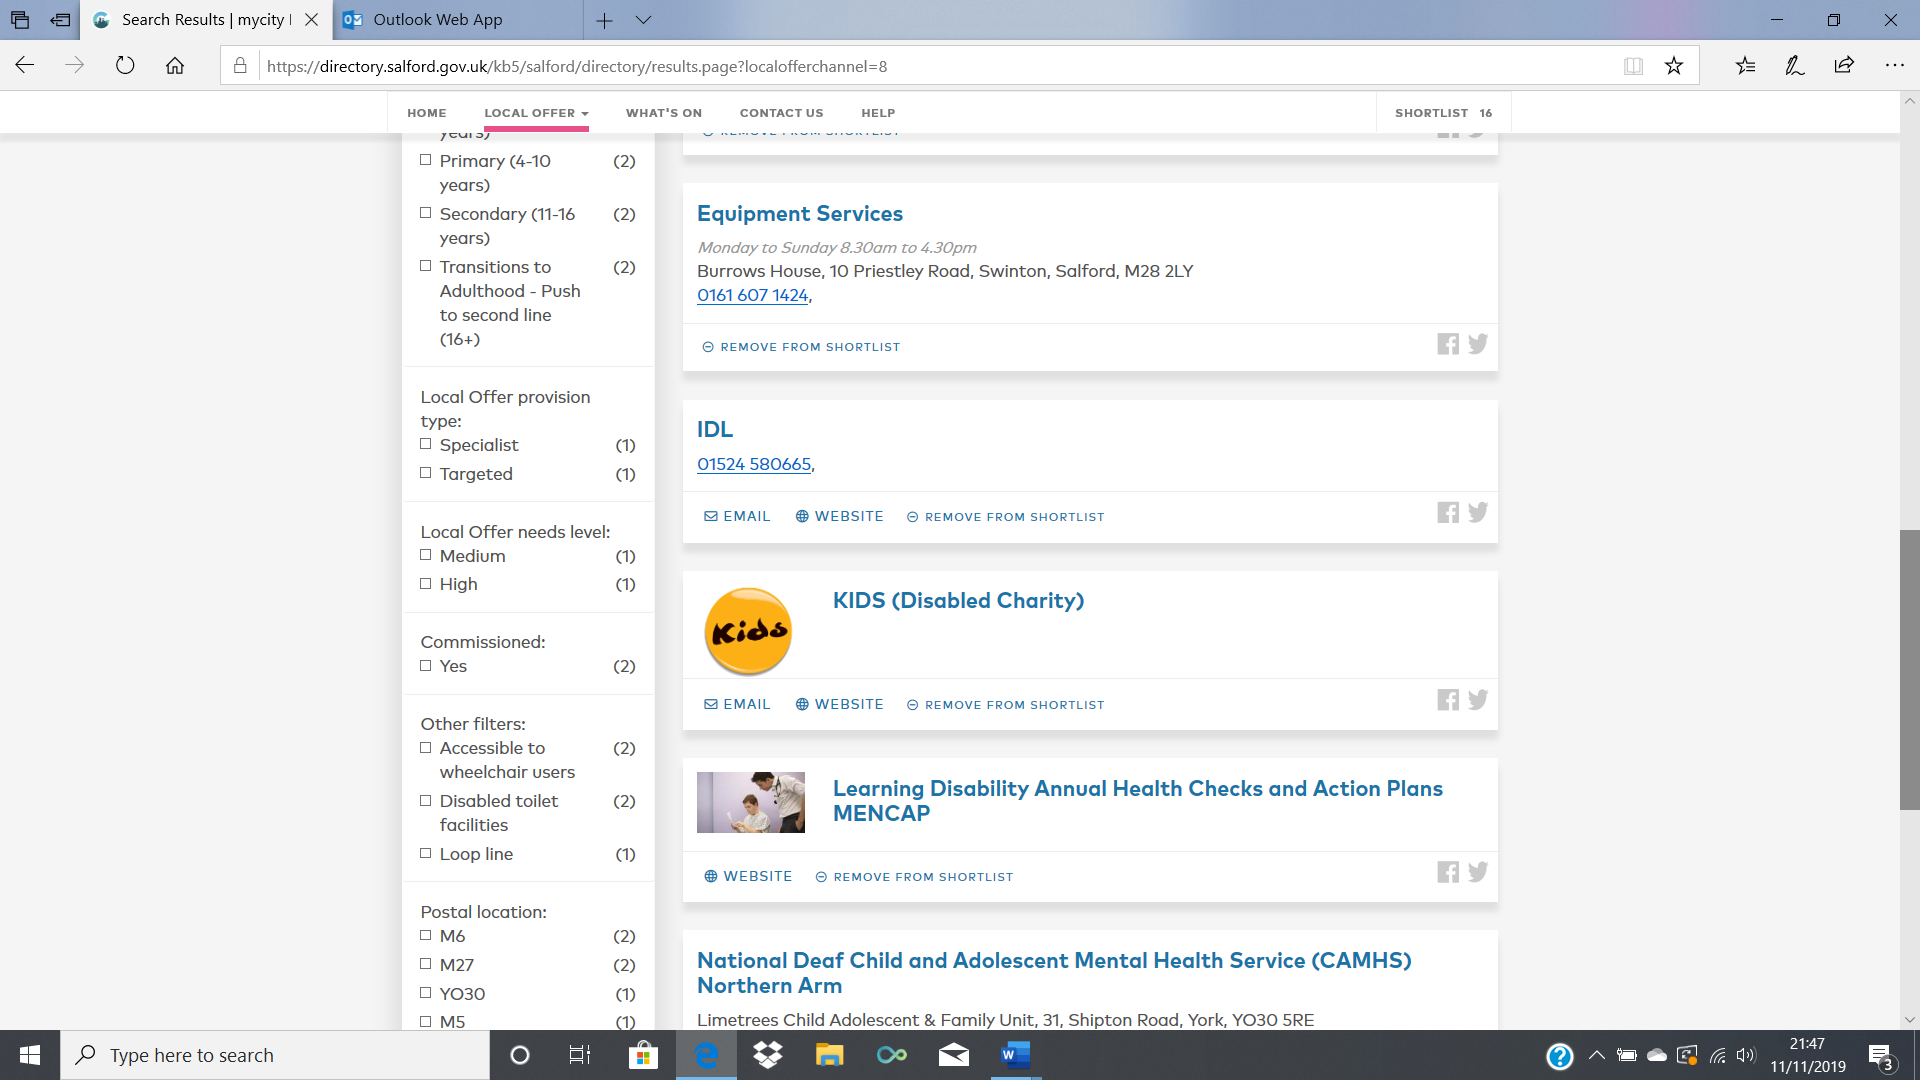 Search Results | mycity
Outlook Web App
https://directory.salford.gov.uk/kb5/salford/directory/results.page?localofferchannel=8
HOME LOCAL OFFER WHAT'S ON CONTACT US HELP SHORTLIST 16
years)
Primary (4-10 (2)
years)
Secondary (11-16 (2)
years)
Transitions to (2)
Adulthood - Push
to second line
(16+)
Local Offer provision
type:
Specialist (1)
Targeted (1)
Local Offer needs level:
Medium (1)
High (1)
Commissioned:
Yes (2)
Other filters:
Accessible to (2)
wheelchair users
Disabled toilet (2)
facilities
Loop line (1)
Postal location:
M6 (2)
M27 (2)
YO30 (1)
M5 (1)
REMOVE FROM SHORTLIST
Equipment Services
Monday to Sunday 8.30am to 4.30pm
Burrows House, 10 Priestley Road, Swinton, Salford, M28 2LY
0161 607 1424,
REMOVE FROM SHORTLIST
IDL
01524 580665,
EMAIL WEBSITE REMOVE FROM SHORTLIST
Kids
KIDS (Disabled Charity)
EMAIL WEBSITE REMOVE FROM SHORTLIST
Learning Disability Annual Health Checks and Action Plans
MENCAP
WEBSITE REMOVE FROM SHORTLIST
National Deaf Child and Adolescent Mental Health Service (CAMHS)
Northern Arm
Limetrees Child Adolescent & Family Unit, 31, Shipton Road, York, YO30 5RE
Type here to search
21:47
11/11/2019
3